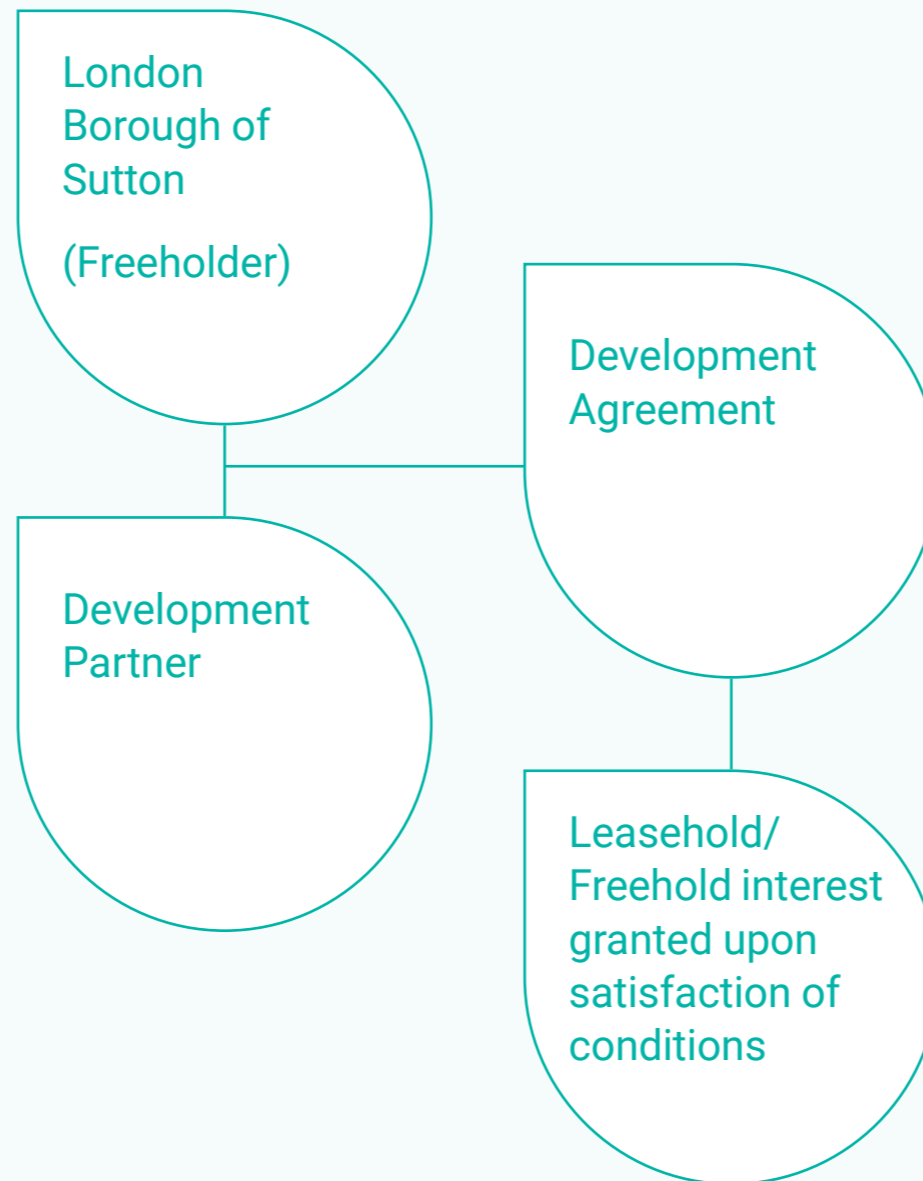 London
Borough of
Sutton
(Freeholder)
Development
Agreement
Development
Partner
Leasehold/
Freehold interest
granted upon
satisfaction of
conditions